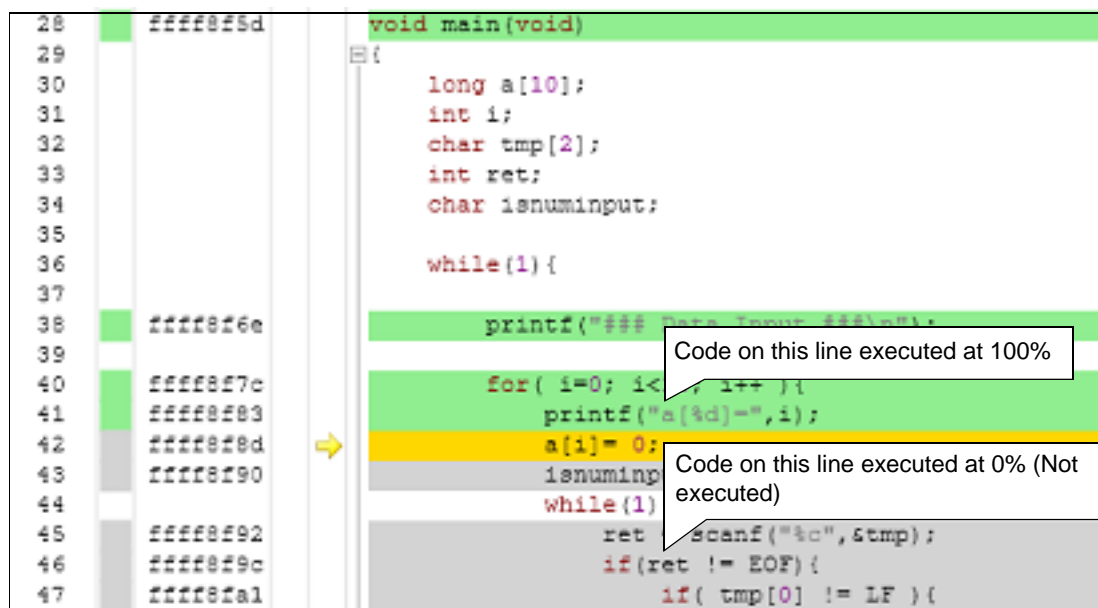 28 ffff8f5d void main(void)
29 {
30 long a[10];
31 int i;
32 char tmp[2];
33 int ret;
34 char isnuminput;
35
36 while(1){
37
38 ffff8f6e printf("### Data Input ###\n");
39
Code on this line executed at 100%
40 ffff8f7c for( i=0; i< ; i++ ){
41 ffff8f83 printf("a[%d]=",i);
42 ffff8f8d a[i]= 0;
43 ffff8f90 isnuminp
Code on this line executed at 0% (Not
executed)
44 while(1)
45 ffff8f92 ret scanf("%c",&tmp);
46 ffff8f9c if(ret != EOF){
47 ffff8fa1 if( tmp[0] != LF ){